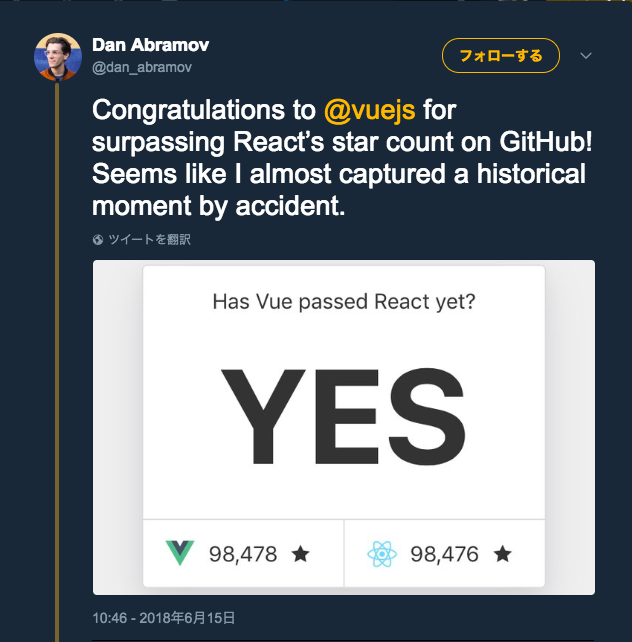 Dan Abramov
@dan_abramov
フォローする
Congratulations to @vuejs for
surpassing React’s star count on GitHub!
Seems like I almost captured a historical
moment by accident.
ツイートを翻訳
Has Vue passed React yet?
YES
98,478 ★
98,476 ★
10:46 - 2018年6月15日